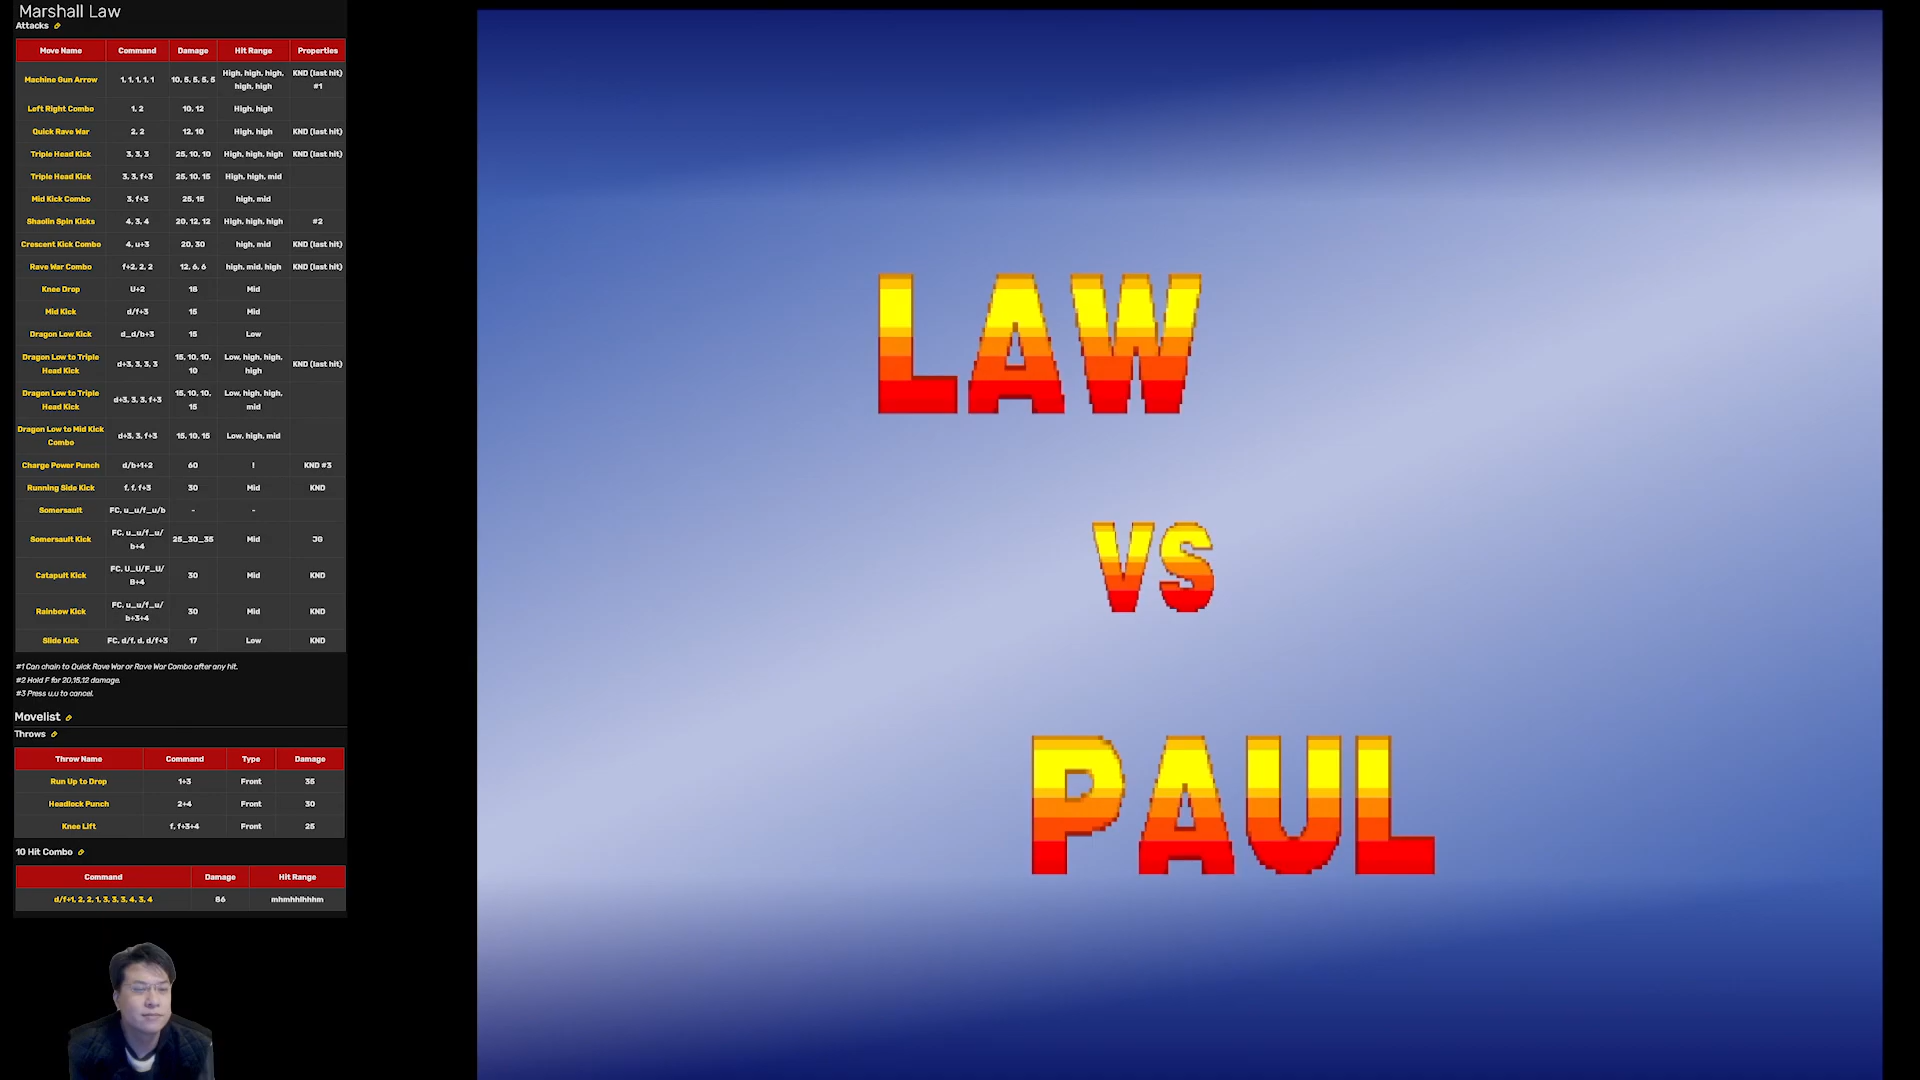 Marshall Law
Attacks
Move Name Command Damage Hit Range Properties
Machine Gun Arrow 1, 1, 1, 1, 1 10, 5, 5, 5, 5 High, high, high, high, high KND (last hit) #1
Left Right Combo 1, 2 10, 12 High, high
Quick Rave War 2, 2 12, 10 High, high KND (last hit)
Triple Head Kick 3, 3, 3 25, 10, 10 High, high, high KND (last hit)
Triple Head Kick 3, 3, f+3 25, 10, 15 High, high, mid
Mid Kick Combo 3, f+3 25, 15 high, mid
Shaolin Spin Kicks 4, 3, 4 20, 12, 12 High, high, high #2
Crescent Kick Combo 4, u+3 20, 30 high, mid KND (last hit)
Rave War Combo f+2, 2, 2 12, 6, 6 high, mid, high KND (last hit)
Knee Drop U+2 18 Mid
Mid Kick d/f+3 15 Mid
Dragon Low Kick d_d/b+3 15 Low
Dragon Low to Triple Head Kick d+3, 3, 3, 3 15, 10, 10, 10 Low, high, high, high KND (last hit)
Dragon Low to Triple Head Kick d+3, 3, 3, f+3 15, 10, 10, 15 Low, high, high, mid
Dragon Low to Mid Kick Combo d+3, 3, f+3 15, 10, 15 Low, high, mid
Charge Power Punch d/b+1+2 60 ! KND #3
Running Side Kick f, f, f+3 30 Mid KND
Somersault FC, u_u/f_u/b - -
Somersault Kick FC, u_u/f_u/b+4 25_30_35 Mid JG
Catapult Kick FC, U_U/F_U/B+4 30 Mid KND
Rainbow Kick FC, u_u/f_u/b+3+4 30 Mid KND
Slide Kick FC, d/f, d, d/f+3 17 Low KND
#1 Can chain to Quick Rave War or Rave War Combo after any hit.
#2 Hold F for 20,15,12 damage.
#3 Press u,u to cancel.
Movelist
Throws
Throw Name Command Type Damage
Run Up to Drop 1+3 Front 35
Headlock Punch 2+4 Front 30
Knee Lift f, f+3+4 Front 25
10 Hit Combo
Command Damage Hit Range
d/f+1, 2, 2, 1, 3, 3, 3, 4, 3, 4 86 mhmhhlhhhm
LAW
VS
PAUL